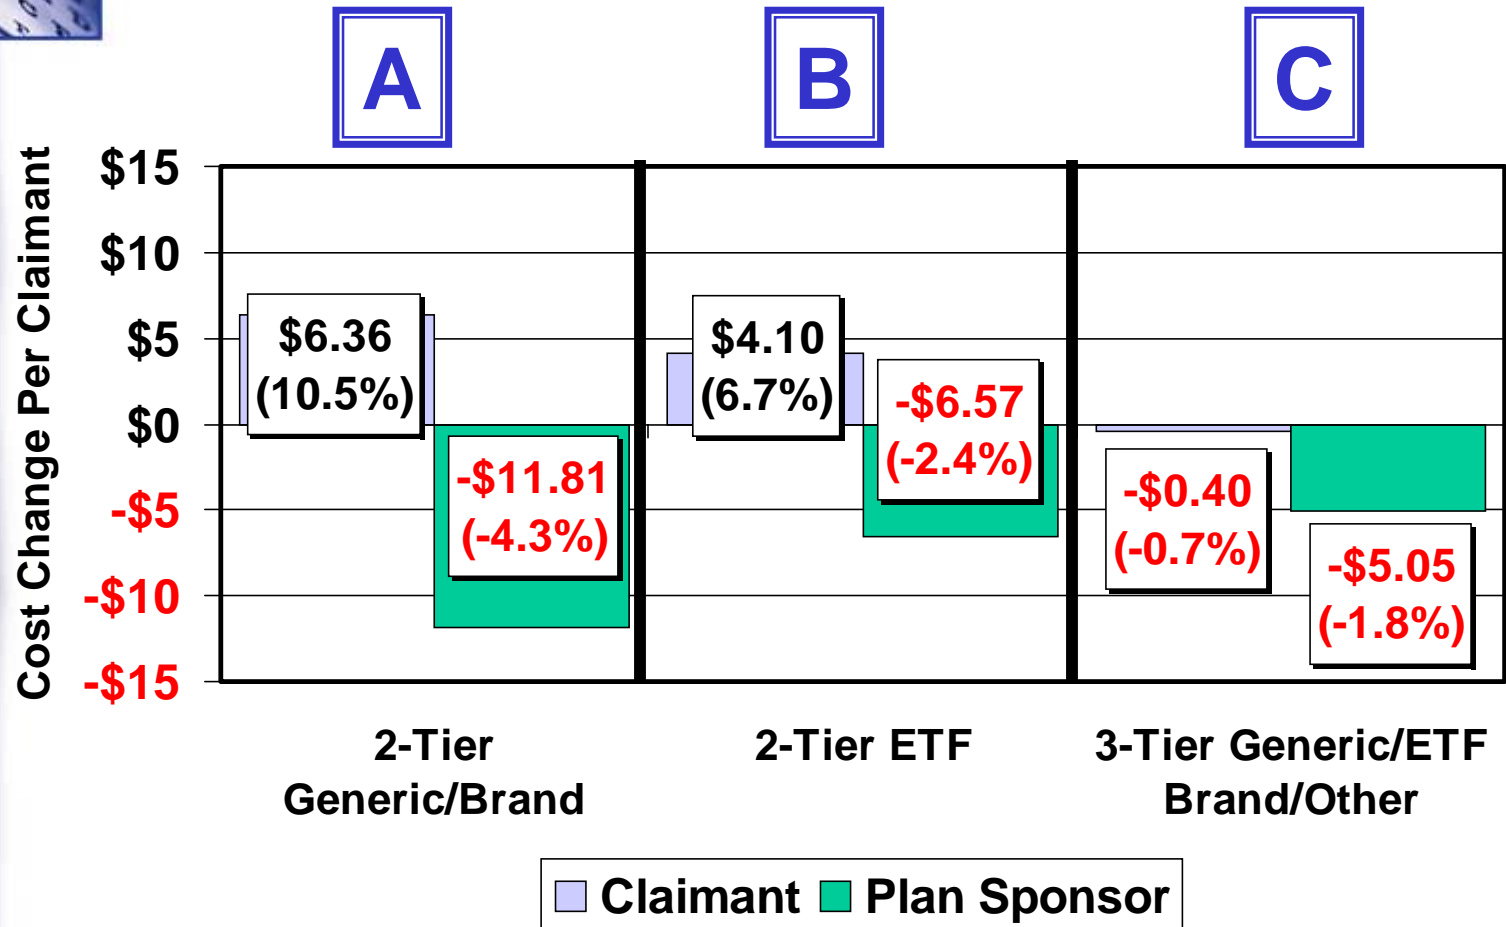 A
B
C
Cost Change Per Claimant
$15
$10
$5
$0
-$5
-$10
-$15
$6.36
(10.5%)
-$11.81
(-4.3%)
$4.10
(6.7%)
-$6.57
(-2.4%)
-$0.40
(-0.7%)
-$5.05
(-1.8%)
2-Tier
Generic/Brand
2-Tier ETF
3-Tier Generic/ETF
Brand/Other
Claimant
Plan Sponsor